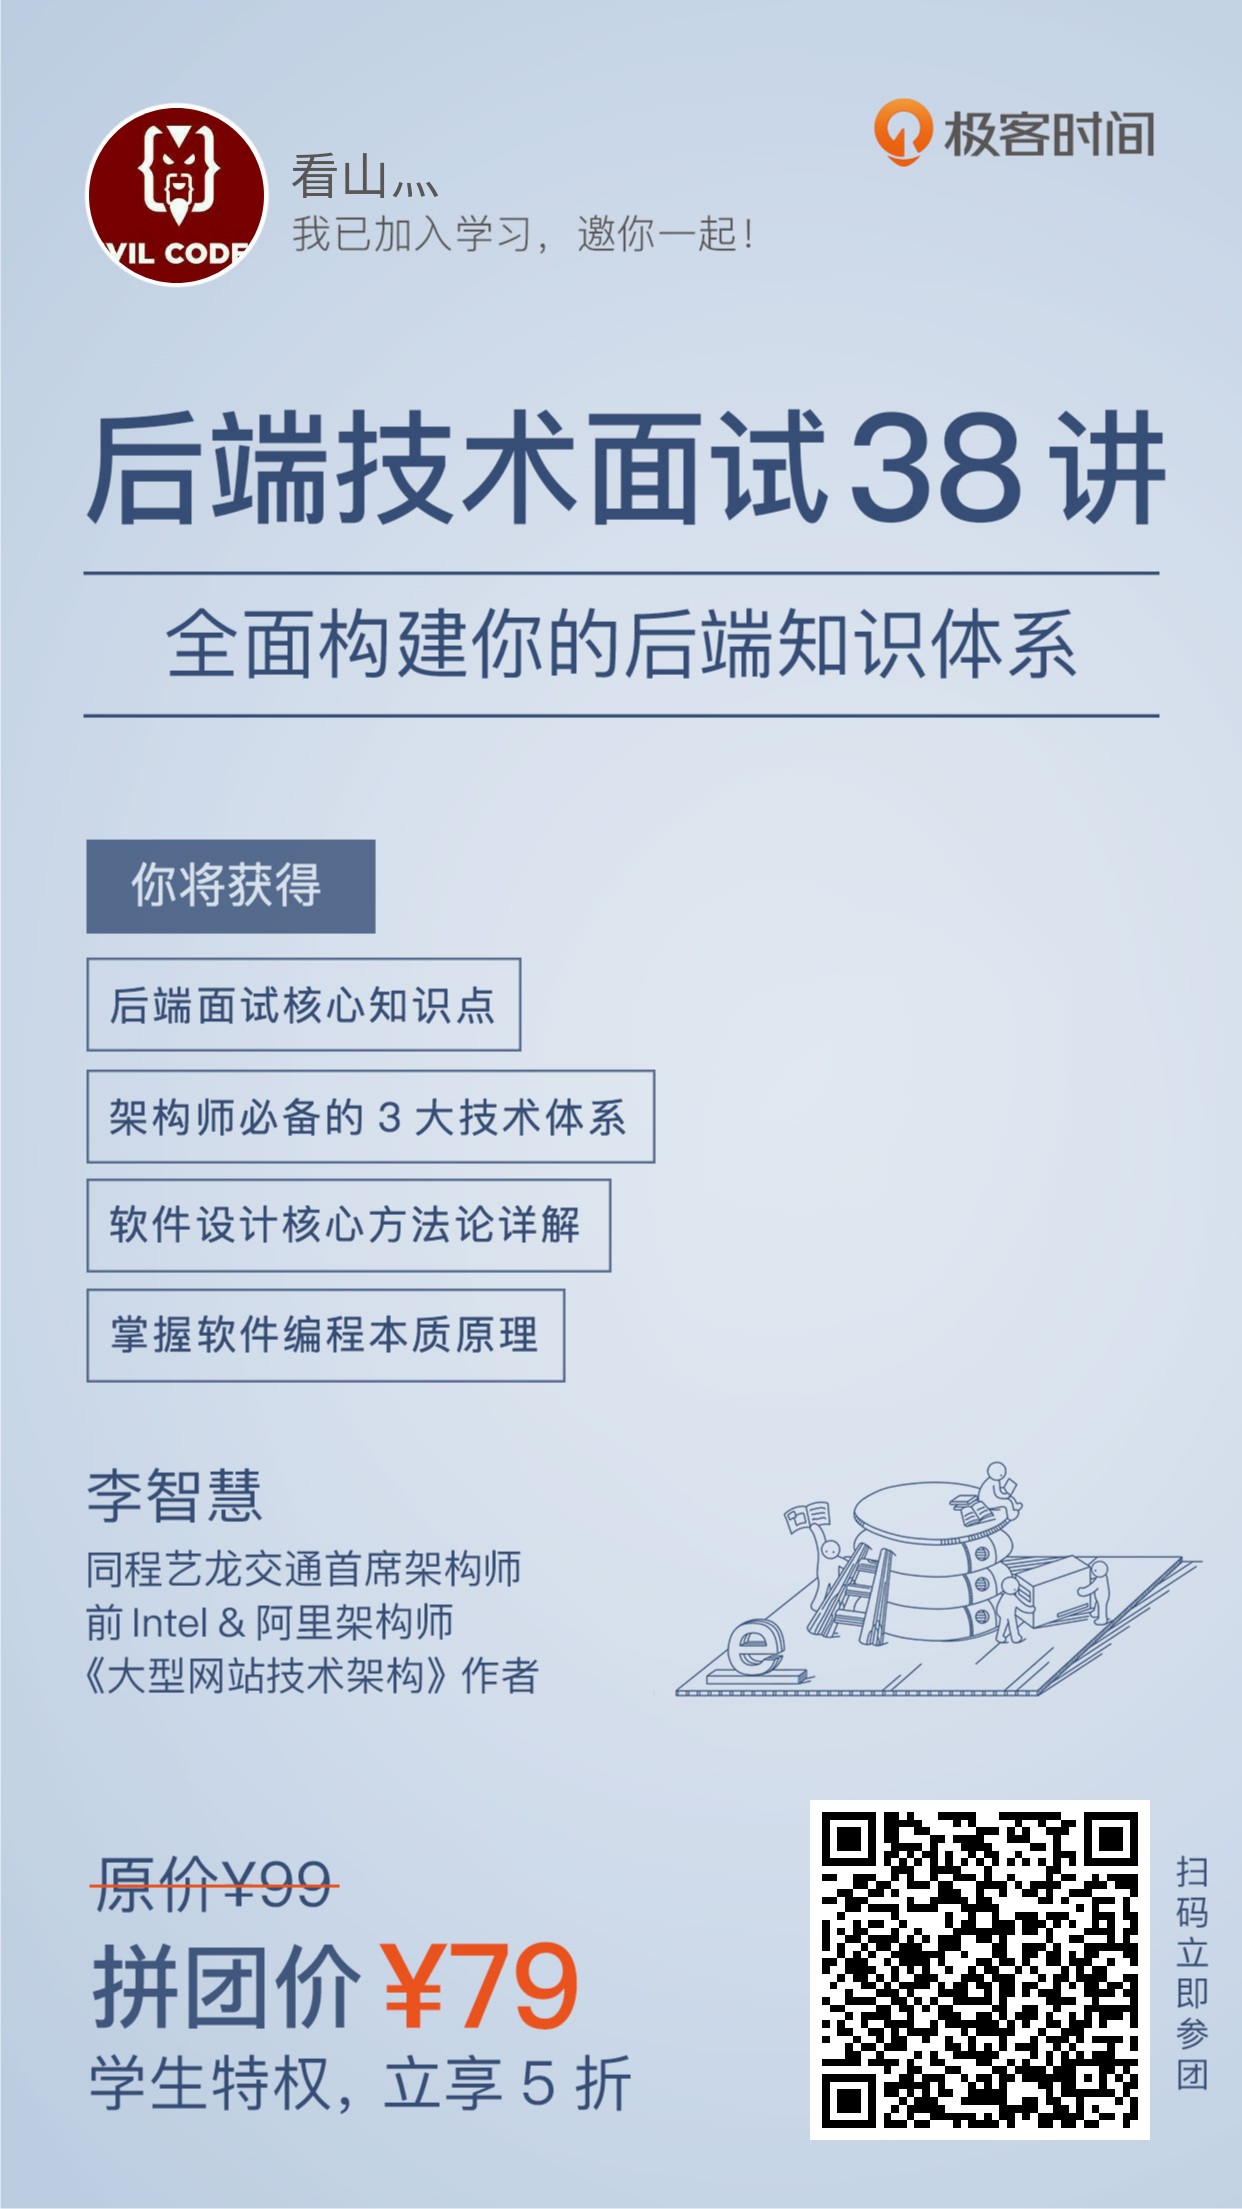 极客时间
看山灬
我已加入学习，邀你一起！
VIL CODE
后端技术面试38讲
全面构建你的后端知识体系
你将获得
后端面试核心知识点
架构师必备的 3 大技术体系
软件设计核心方法论详解
掌握软件编程本质原理
李智慧
同程艺龙交通首席架构师
前 Intel & 阿里架构师
《大型网站技术架构》作者
e
原价¥99
拼团价 ¥79
学生特权，立享 5 折
扫码立即参团